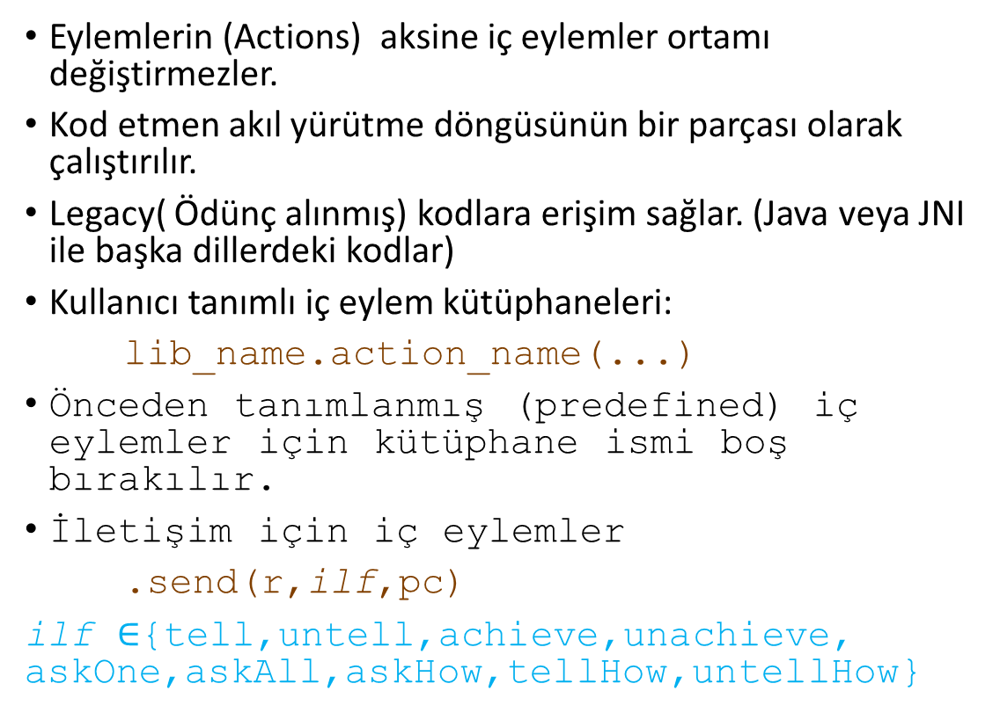 • Eylemlerin (Actions)  aksine iç eylemler ortamı
değiştirmezler.
• Kod etmen akıl yürütme döngüsünün bir parçası olarak
çalıştırılır.
• Legacy( Ödünç alınmış) kodlara erişim sağlar. (Java veya JNI
ile başka dillerdeki kodlar)
• Kullanıcı tanımlı iç eylem kütüphaneleri:
lib_name.action_name(...)
• Önceden tanımlanmış (predefined) iç
eylemler için kütüphane ismi boş
bırakılır.
• İletişim için iç eylemler
.send(r,ilf,pc)
ilf ∈{tell,untell,achieve,unachieve,
askOne,askAll,askHow,tellHow,untellHow}